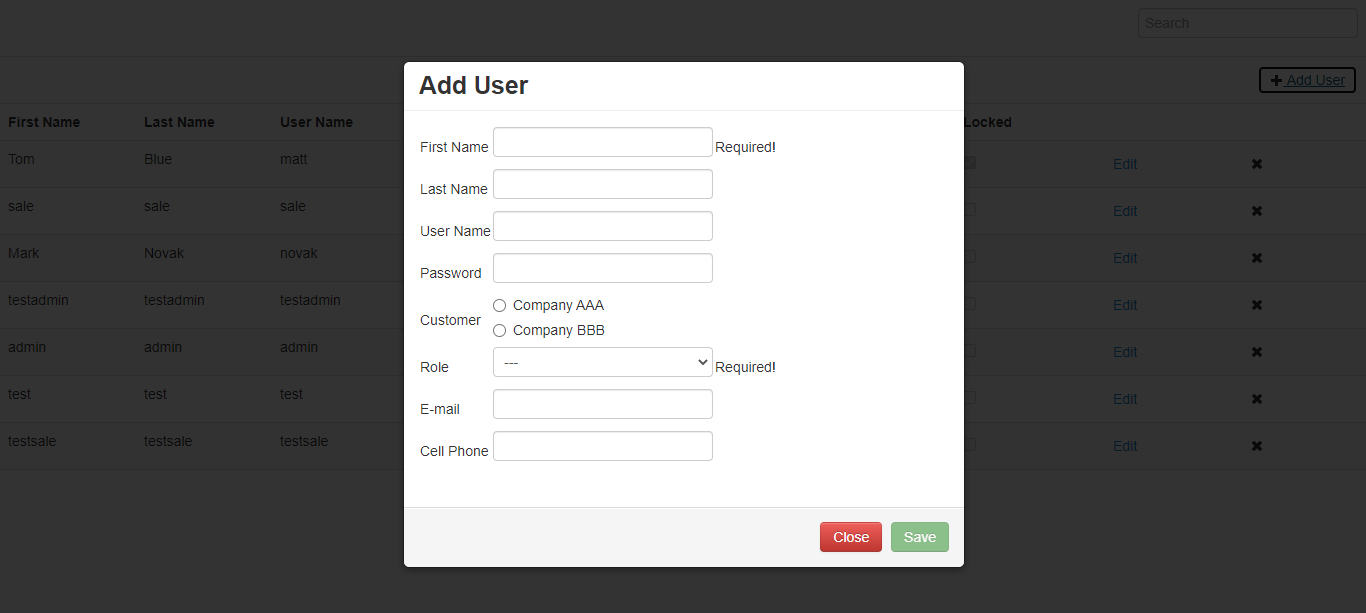 Search
+ Add User
Add User
First Name Last Name User Name Locked
Tom Blue matt Edit
sale sale sale Edit
Mark Novak novak Edit
testadmin testadmin testadmin Edit
admin admin admin Edit
test test test Edit
testsale testsale testsale Edit
First Name Required!
Last Name
User Name
Password
Customer
Company AAA
Company BBB
Role --- Required!
E-mail
Cell Phone
Close Save